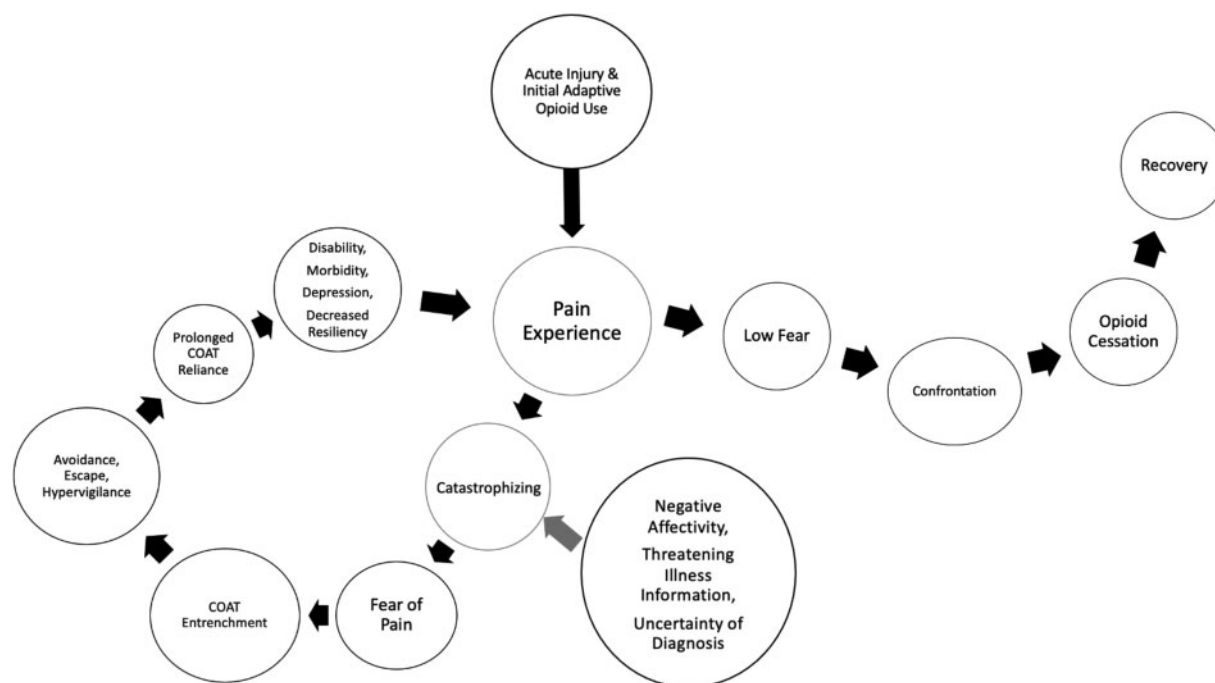 Acute Injury &
Initial Adaptive
Opioid Use
Recovery
Disability,
Morbidity,
Depression,
Decreased
Resiliency
Pain
Experience
Low Fear
Opioid
Cessation
Prolonged
COAT
Reliance
Confrontation
Avoidance,
Escape,
Hypervigilance
Catastrophizing
Negative
Affectivity,
Threatening
Illness
Information,
Uncertainty of
Diagnosis
COAT
Entrenchment
Fear of
Pain